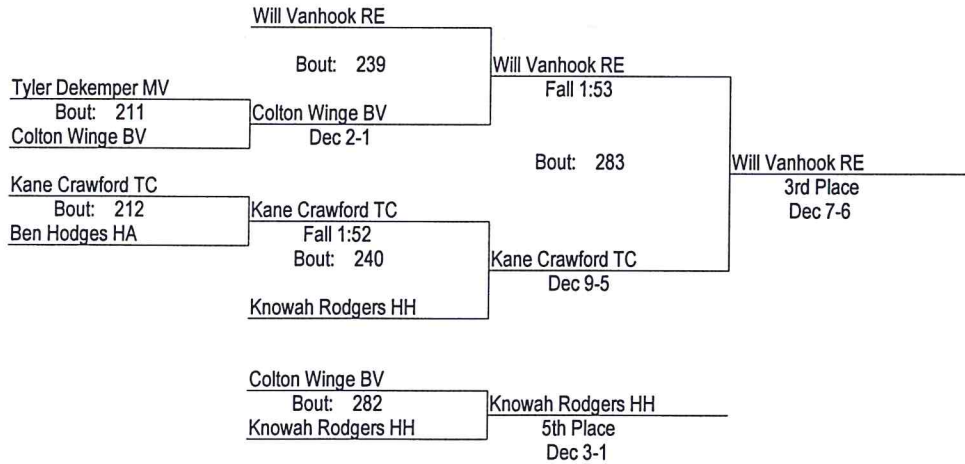 Will Vanhook RE
Bout: 239
Will Vanhook RE
Fall 1:53
Tyler Dekemper MV
Bout: 211
Colton Winge BV
Colton Winge BV
Dec 2-1
Bout: 283
Will Vanhook RE
3rd Place
Dec 7-6
Kane Crawford TC
Bout: 212
Ben Hodges HA
Kane Crawford TC
Fall 1:52
Bout: 240
Kane Crawford TC
Dec 9-5
Knowah Rodgers HH
Colton Winge BV
Bout: 282
Knowah Rodgers HH
Knowah Rodgers HH
5th Place
Dec 3-1